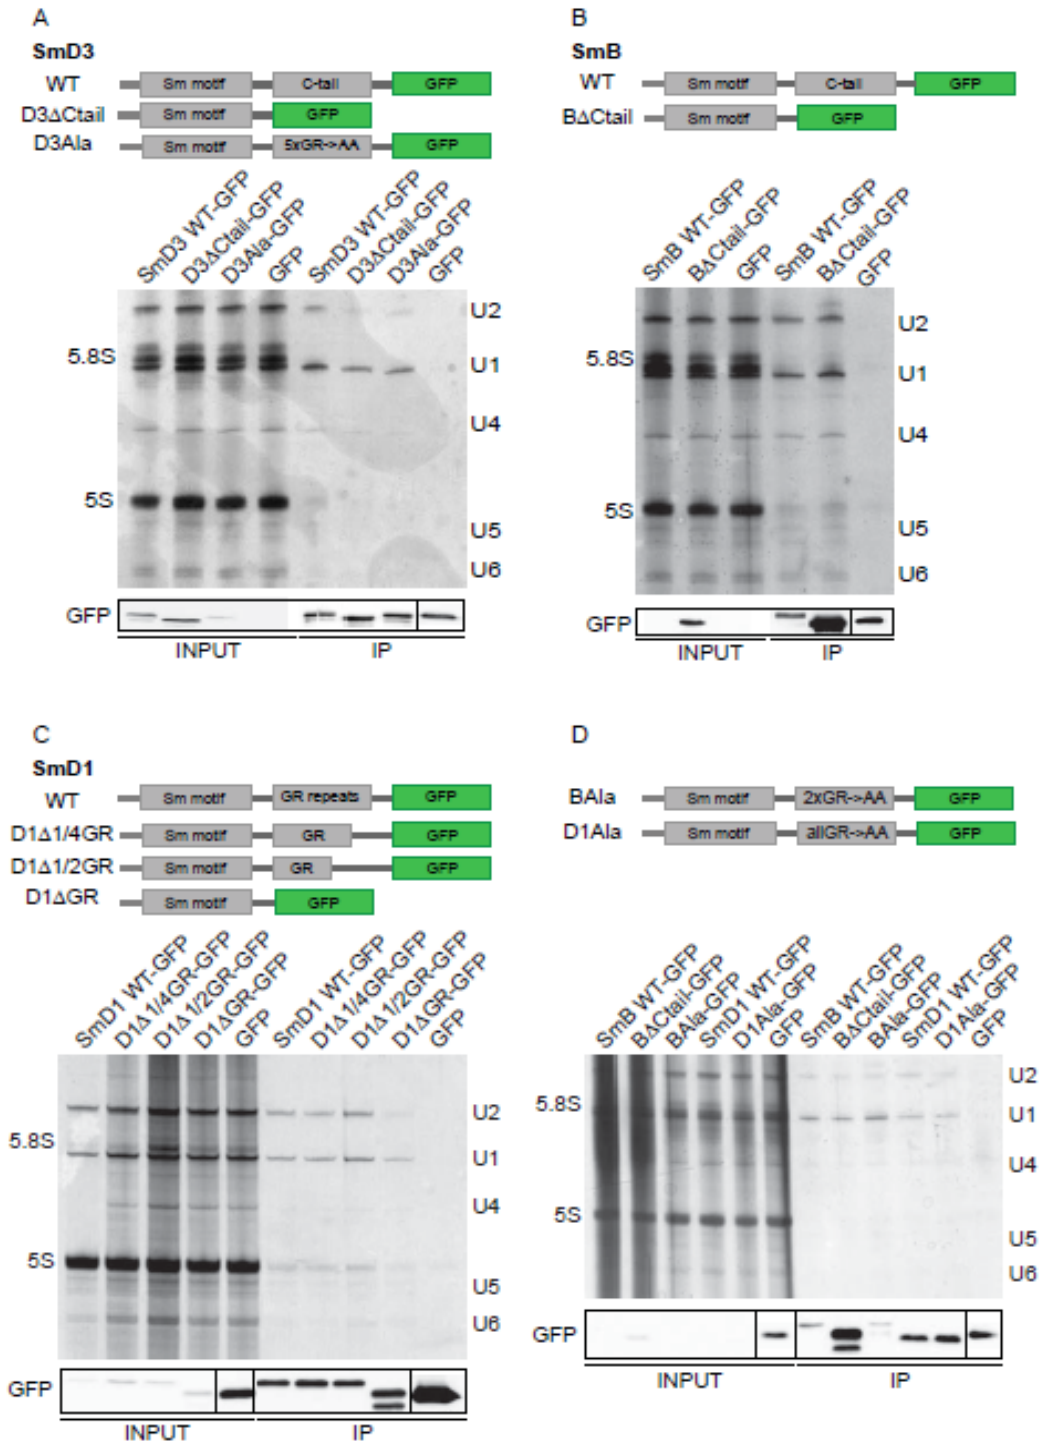 A
SmD3
WT Sm motif C-tail GFP
D3ΔCtail Sm motif GFP
D3Ala Sm motif 5xGR->AA GFP
SmD3 WT-GFP D3ΔCtail-GFP D3Ala-GFP GFP SmD3 WT-GFP D3ΔCtail-GFP D3Ala-GFP GFP
U2
5.8S
U1
U4
5S
U5
U6
GFP
INPUT IP
B
SmB
WT Sm motif C-tail GFP
BΔCtail Sm motif GFP
SmB WT-GFP BΔCtail-GFP GFP SmB WT-GFP BΔCtail-GFP GFP
U2
5.8S
U1
U4
5S
U5
U6
GFP
INPUT IP
C
SmD1
WT Sm motif GR repeats GFP
D1Δ1/4GR Sm motif GR GFP
D1Δ1/2GR Sm motif GR GFP
D1ΔGR Sm motif GFP
SmD1 WT-GFP D1Δ1/4GR-GFP D1Δ1/2GR-GFP D1ΔGR-GFP GFP SmD1 WT-GFP D1Δ1/4GR-GFP D1Δ1/2GR-GFP D1ΔGR-GFP GFP
U2
5.8S
U1
U4
5S
U5
U6
GFP
INPUT IP
D
BAla Sm motif 2xGR->AA GFP
D1Ala Sm motif allGR->AA GFP
SmB WT-GFP BΔCtail-GFP BAla-GFP SmD1 WT-GFP D1Ala-GFP GFP SmB WT-GFP BΔCtail-GFP BAla-GFP SmD1 WT-GFP D1Ala-GFP GFP
U2
5.8S
U1
U4
5S
U5
U6
GFP
INPUT IP